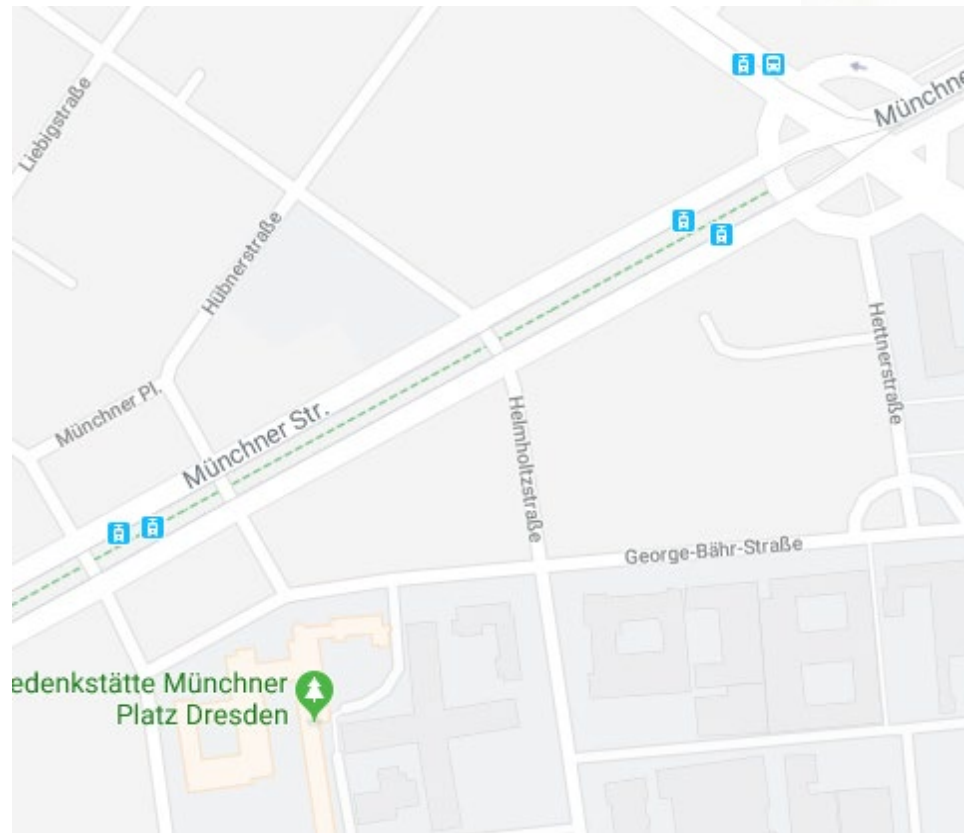 Münchne
Liebigstraße
Hübnerstraße
Münchner Pl.
Münchner Str.
Hettnerstraße
Helmholtzstraße
George-Bähr-Straße
edenkstätte Münchner
Platz Dresden